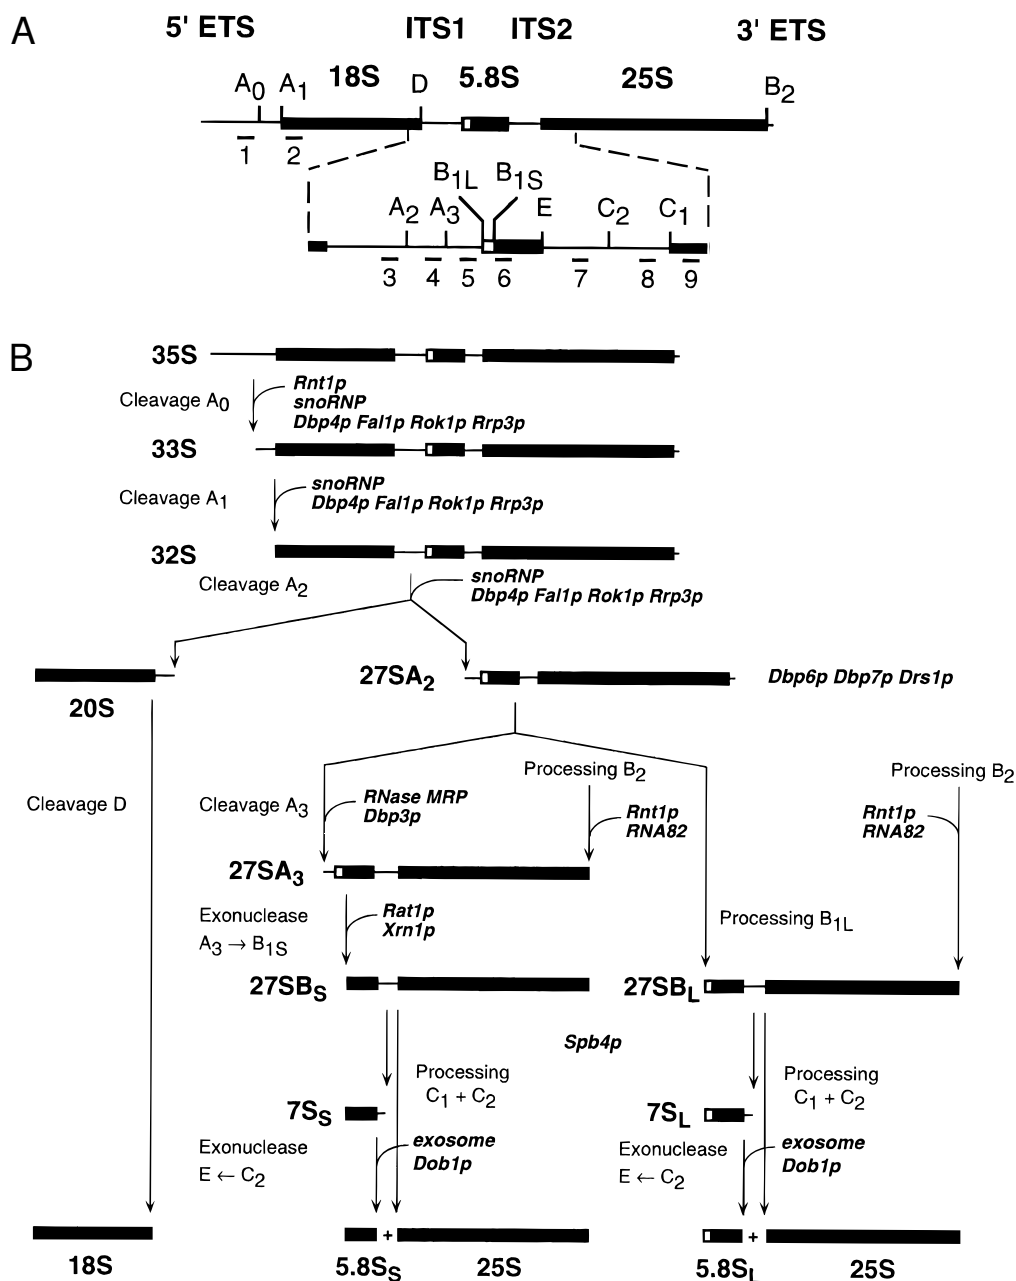 A
5' ETS ITS1 ITS2 3' ETS
18S 5.8S 25S
A0 A1 D B2
1 2
B1L B1S
A2 A3 E C2 C1
3 4 5 6 7 8 9
B
35S
Cleavage A0
Rnt1p
snoRNP
Dbp4p Fal1p Rok1p Rrp3p
33S
Cleavage A1
snoRNP
Dbp4p Fal1p Rok1p Rrp3p
32S
Cleavage A2
snoRNP
Dbp4p Fal1p Rok1p Rrp3p
20S
27SA2
Dbp6p Dbp7p Drs1p
Cleavage D
Cleavage A3
RNase MRP
Dbp3p
Processing B2
Rnt1p
RNA82
Processing B2
Rnt1p
RNA82
27SA3
Exonuclease
A3 → B1S
Rat1p
Xrn1p
Processing B1L
27SBS
27SBL
Spb4p
Processing
C1 + C2
Processing
C1 + C2
7SS
7SL
Exonuclease
E ← C2
exosome
Dob1p
Exonuclease
E ← C2
exosome
Dob1p
+ +
18S 5.8SS 25S 5.8SL 25S